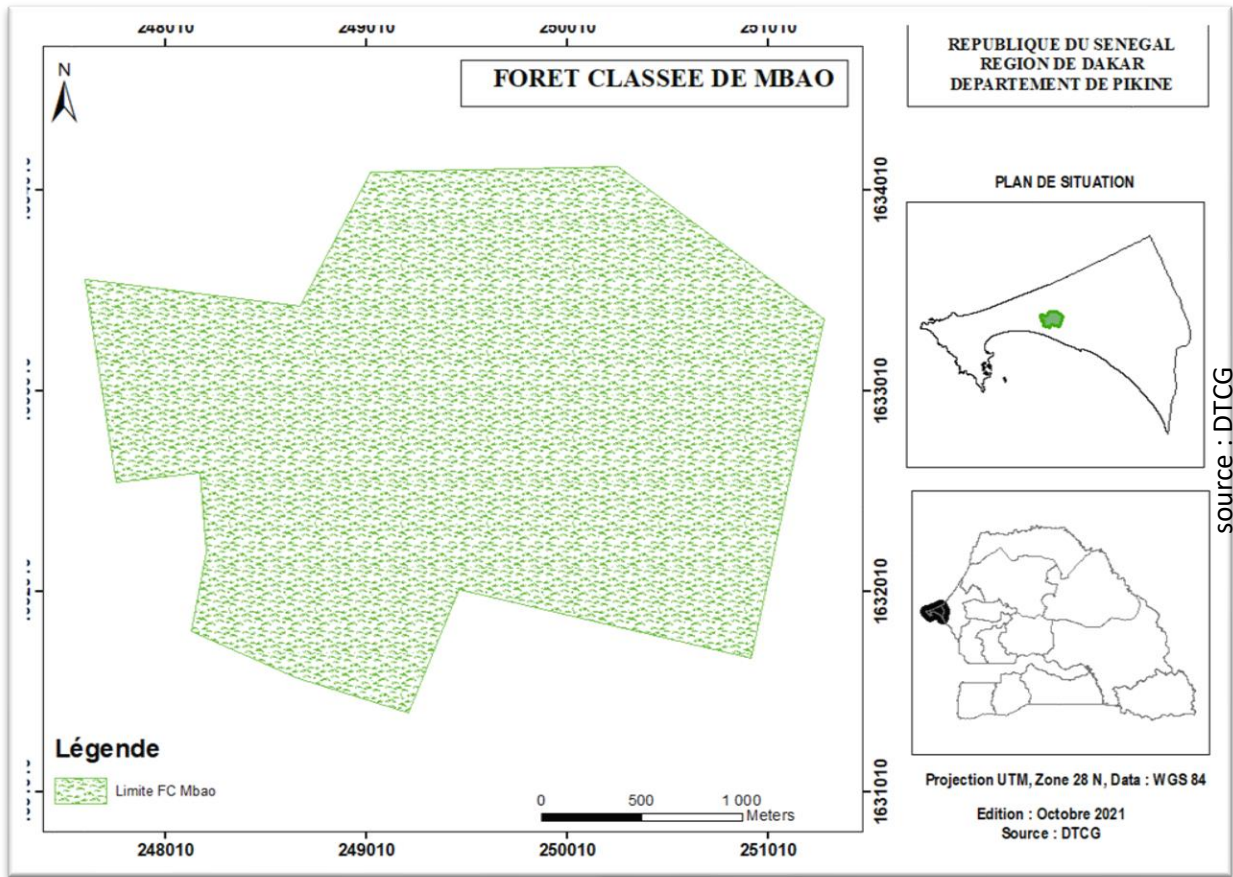 248010 249010 250010 251010
N
FORET CLASSEE DE MBAO
REPUBLIQUE DU SENEGAL
REGION DE DAKAR
DEPARTEMENT DE PIKINE
1634010
1633010
1632010
1631010
PLAN DE SITUATION
source : DTCG
Légende
Limite FC Mbao
0 500 1 000
Meters
248010 249010 250010 251010
Projection UTM, Zone 28 N, Data : WGS 84
Edition : Octobre 2021
Source : DTCG